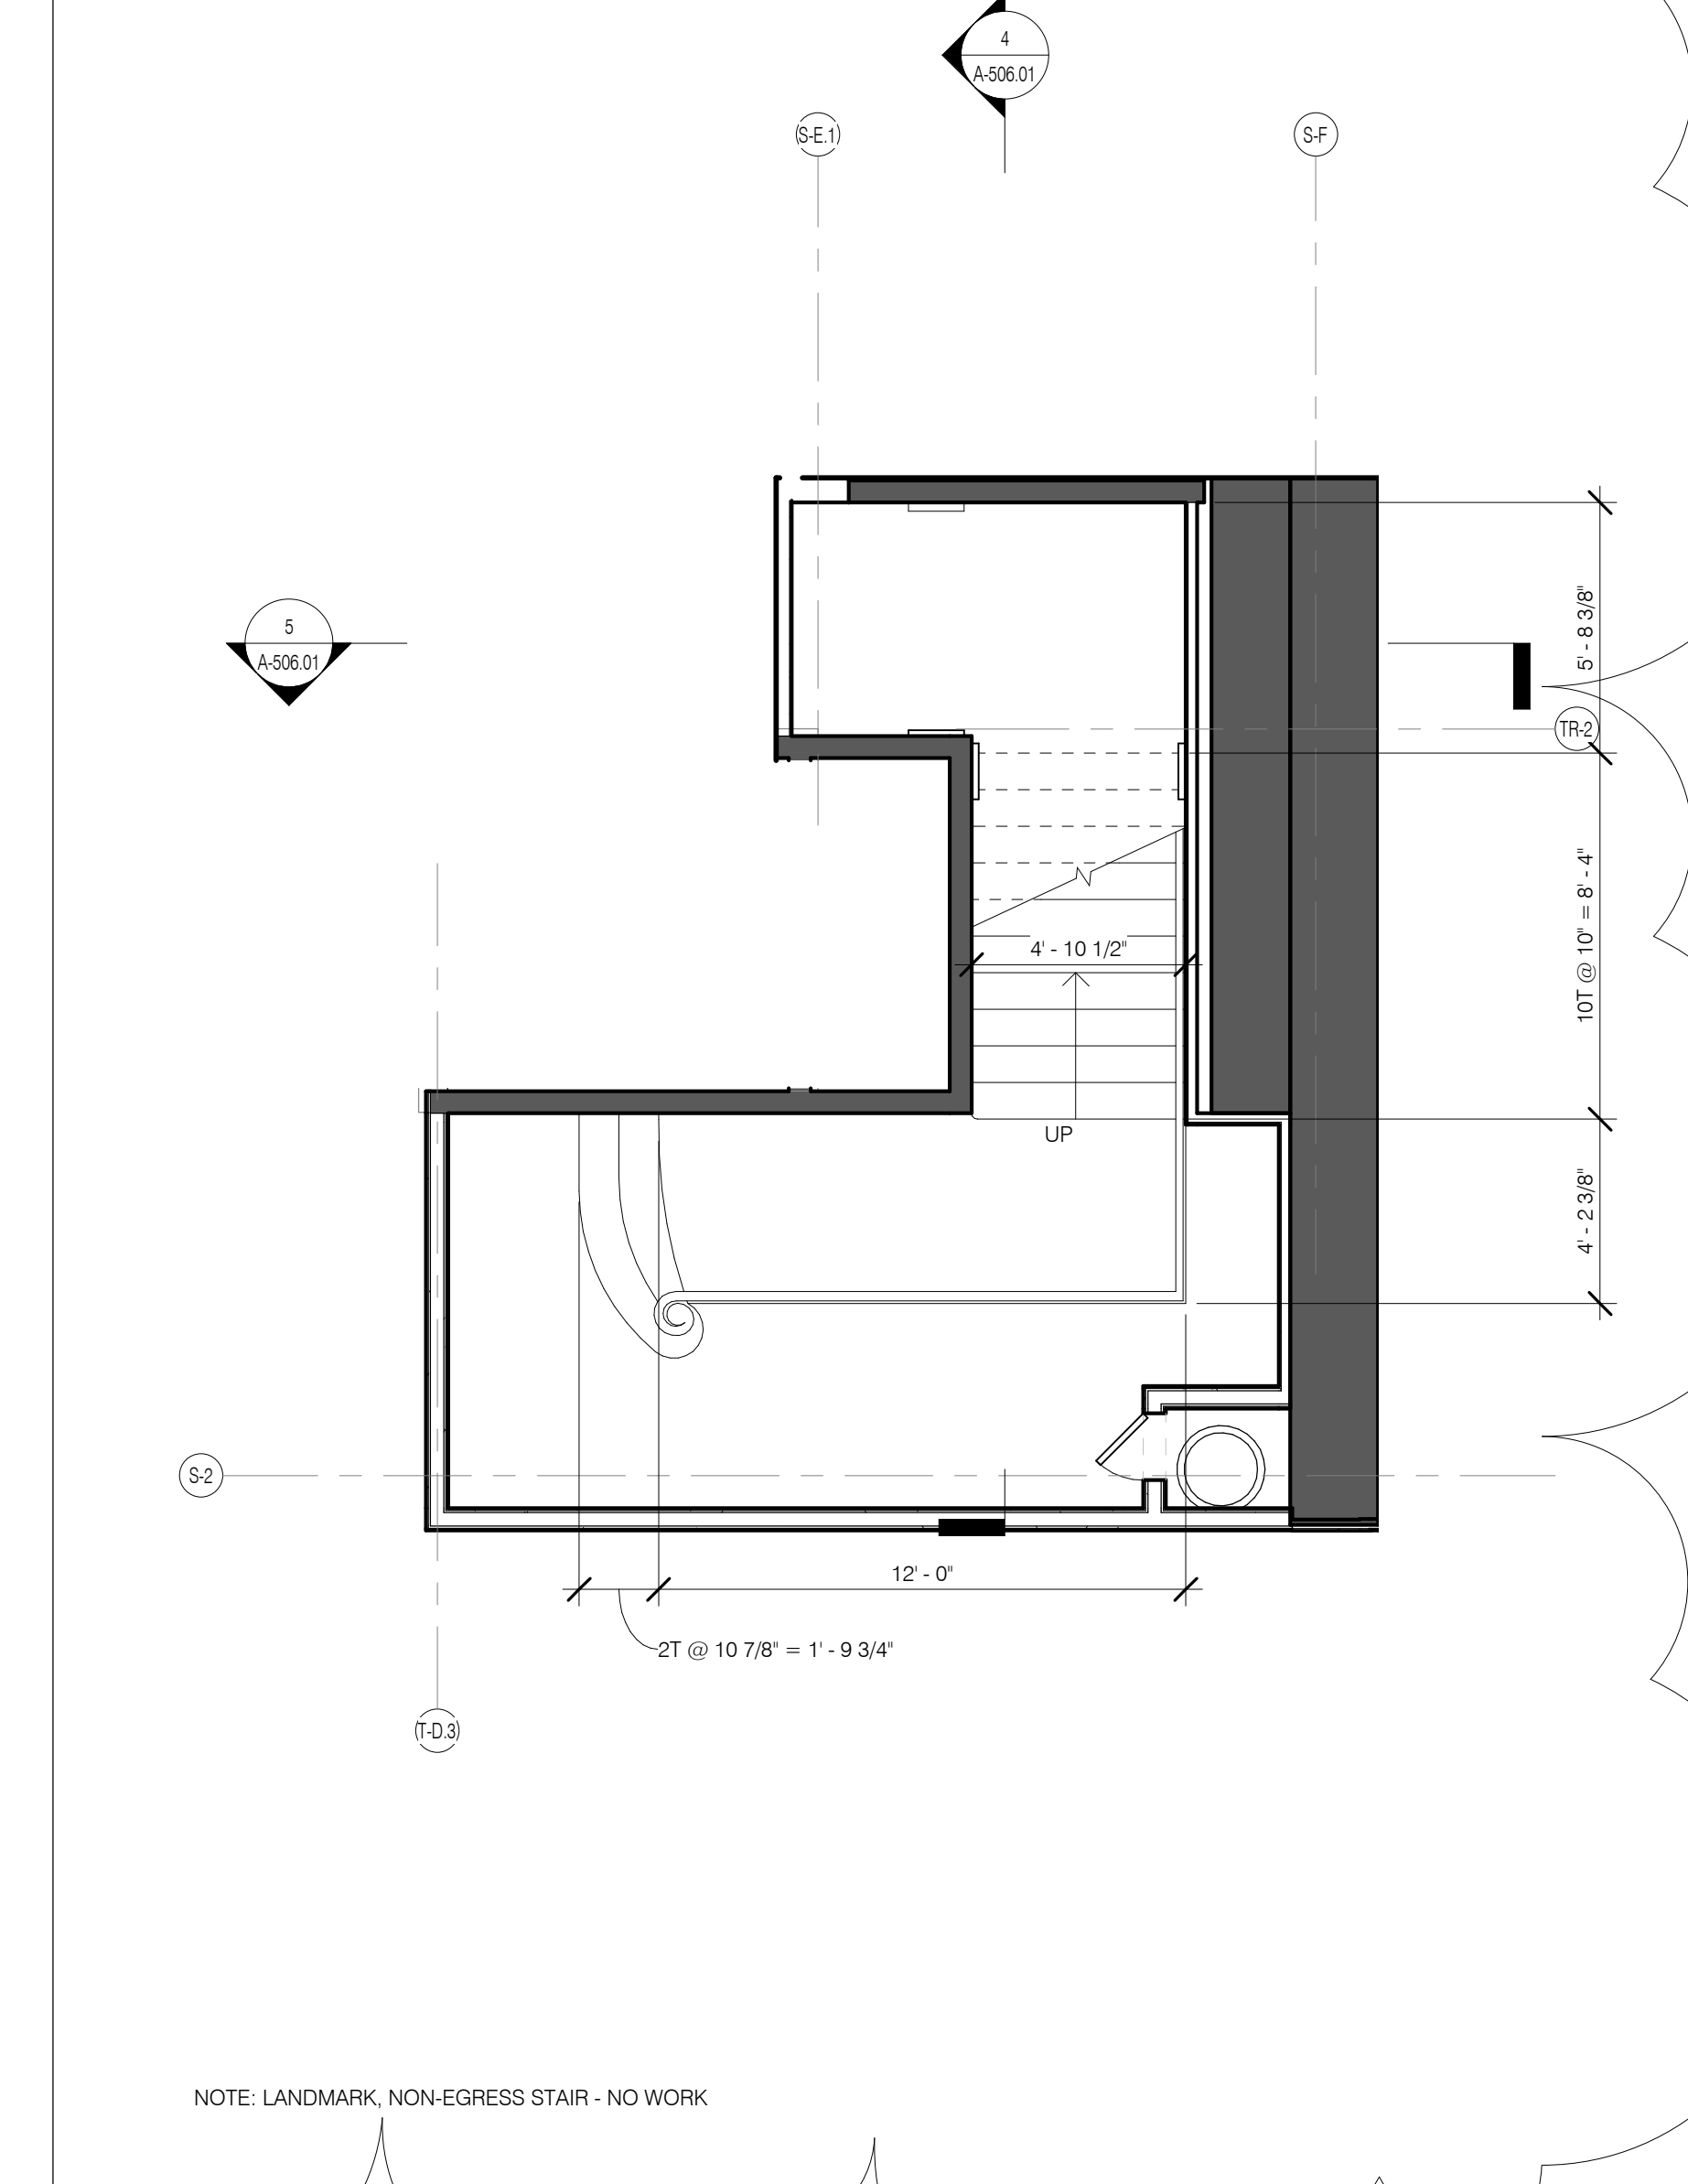 4
A-506.01
S-E.1
S-F
5
A-506.01
5' - 8 3/8"
TR-2
10T @ 10" = 8' - 4"
4' - 10 1/2"
UP
4' - 2 3/8"
S-2
12' - 0"
2T @ 10 7/8" = 1' - 9 3/4"
T-D.3
NOTE: LANDMARK, NON-EGRESS STAIR - NO WORK